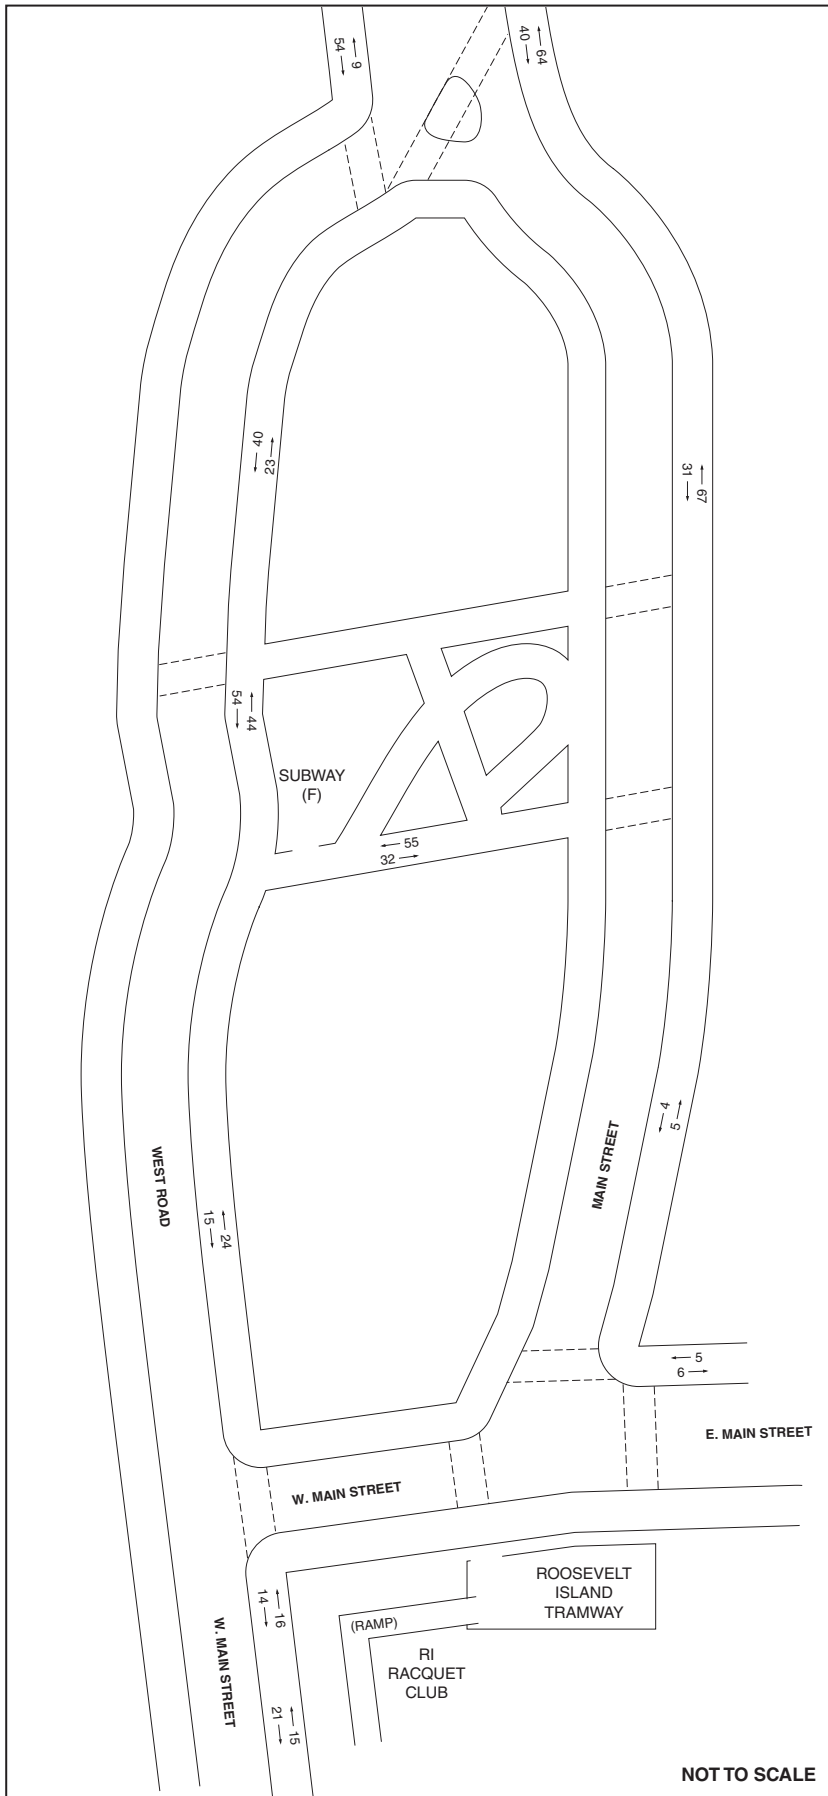 54
9
40
64
40
23
31
67
54
44
SUBWAY
(F)
55
32
4
5
WEST ROAD
MAIN STREET
15
24
5
6
E. MAIN STREET
W. MAIN STREET
ROOSEVELT
ISLAND
TRAMWAY
14
16
(RAMP)
RI
RACQUET
CLUB
W. MAIN STREET
21
15
NOT TO SCALE